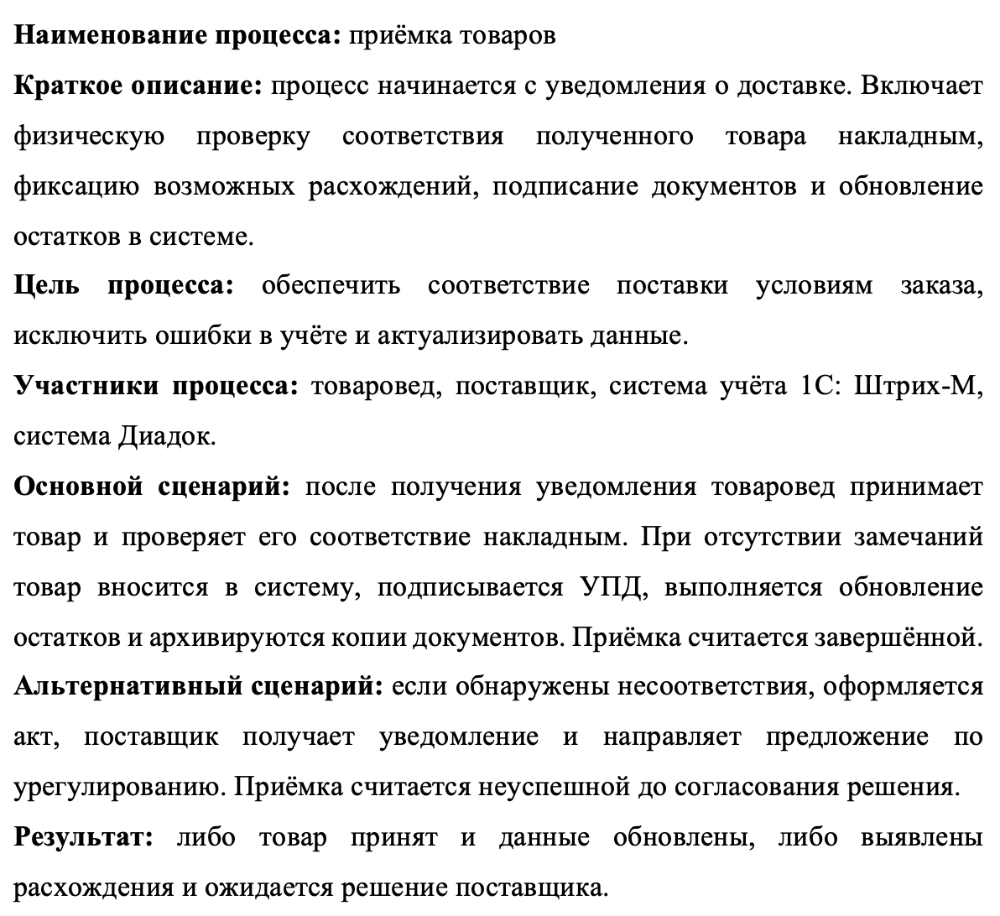 Наименование процесса: приёмка товаров
Краткое описание: процесс начинается с уведомления о доставке. Включает
физическую проверку соответствия полученного товара накладным,
фиксацию возможных расхождений, подписание документов и обновление
остатков в системе.
Цель процесса: обеспечить соответствие поставки условиям заказа,
исключить ошибки в учёте и актуализировать данные.
Участники процесса: товаровед, поставщик, система учёта 1С: Штрих-М,
система Диадок.
Основной сценарий: после получения уведомления товаровед принимает
товар и проверяет его соответствие накладным. При отсутствии замечаний
товар вносится в систему, подписывается УПД, выполняется обновление
остатков и архивируются копии документов. Приёмка считается завершённой.
Альтернативный сценарий: если обнаружены несоответствия, оформляется
акт, поставщик получает уведомление и направляет предложение по
урегулированию. Приёмка считается неуспешной до согласования решения.
Результат: либо товар принят и данные обновлены, либо выявлены
расхождения и ожидается решение поставщика.